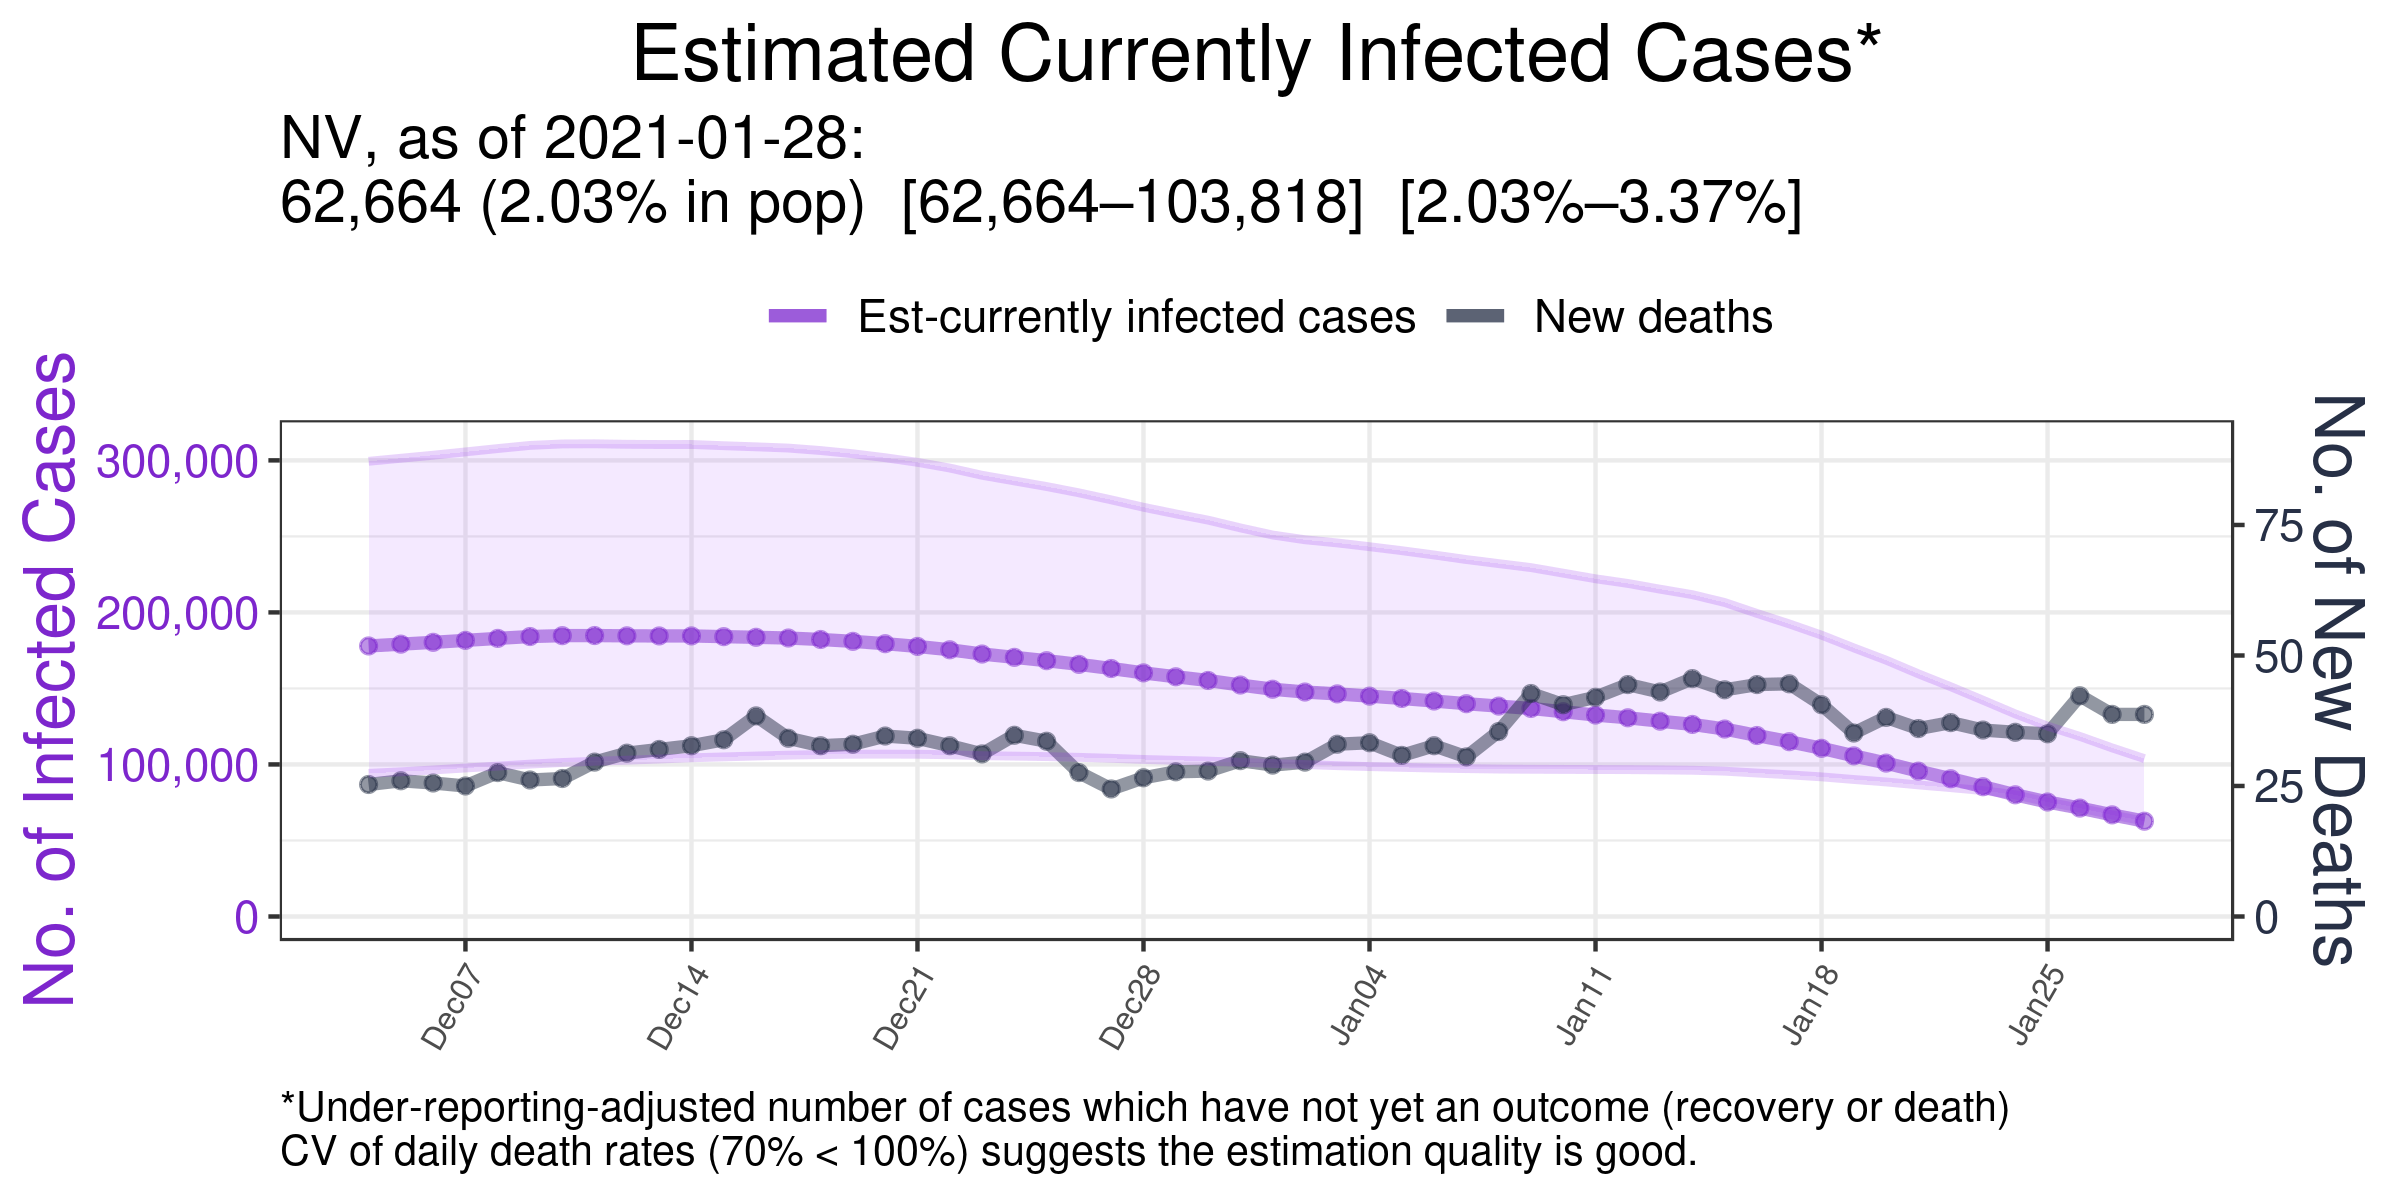 Estimated Currently Infected Cases*
NV, as of 2021-01-28:
62,664 (2.03% in pop) [62,664–103,818] [2.03%–3.37%]
Est-currently infected cases
New deaths
No. of Infected Cases
300,000
200,000
100,000
0
No. of New Deaths
75
50
25
0
Dec07
Dec14
Dec21
Dec28
Jan04
Jan11
Jan18
Jan25
*Under-reporting-adjusted number of cases which have not yet an outcome (recovery or death)
CV of daily death rates (70% < 100%) suggests the estimation quality is good.